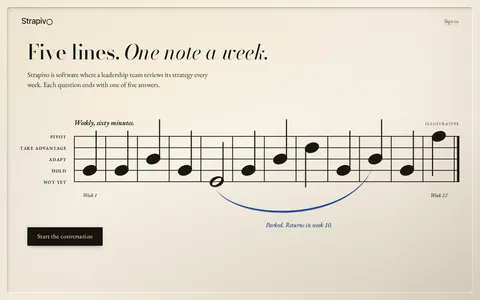 Strapivo
Sign in
Five lines. One note a week.
Strapivo is software where a leadership team reviews its strategy every
week. Each question ends with one of five answers.
Weekly, sixty minutes.
ILLUSTRATIVE
PIVOT
TAKE ADVANTAGE
ADAPT
HOLD
NOT YET
Week 1
Week 12
Parked. Returns in week 10.
Start the conversation